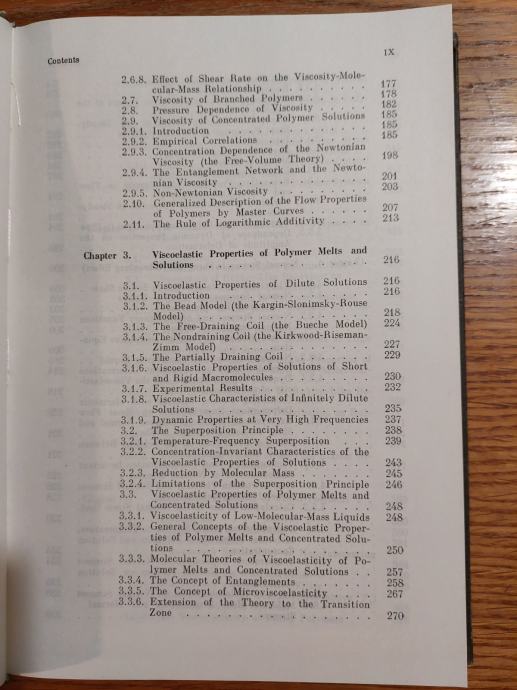 Contents IX
2.6.8. Effect of Shear Rate on the Viscosity-Mole-
cular-Mass Relationship . . . . . . . . . . 177
2.7. Viscosity of Branched Polymers . . . . . . 178
2.8. Pressure Dependence of Viscosity . . . . . 182
2.9. Viscosity of Concentrated Polymer Solutions 185
2.9.1. Introduction . . . . . . . . . . . . . 185
2.9.2. Empirical Correlations . . . . . . . . . 185
2.9.3. Concentration Dependence of the Newtonian
Viscosity (the Free-Volume Theory) . . . . 198
2.9.4. The Entanglement Network and the Newto-
nian Viscosity . . . . . . . . . . . . . 201
2.9.5. Non-Newtonian Viscosity . . . . . . . . 203
2.10. Generalized Description of the Flow Properties
of Polymers by Master Curves . . . . . . 207
2.11. The Rule of Logarithmic Additivity . . . . 213
Chapter 3. Viscoelastic Properties of Polymer Melts and
Solutions . . . . . . . . . . . . . . . 216
3.1. Viscoelastic Properties of Dilute Solutions 216
3.1.1. Introduction . . . . . . . . . . . . . 216
3.1.2. The Bead Model (the Kargin-Slonimsky-Rouse
Model) . . . . . . . . . . . . . . . . 218
3.1.3. The Free-Draining Coil (the Bueche Model) 224
3.1.4. The Nondraining Coil (the Kirkwood-Riseman-
Zimm Model) . . . . . . . . . . . . . 227
3.1.5. The Partially Draining Coil . . . . . . . 229
3.1.6. Viscoelastic Properties of Solutions of Short
and Rigid Macromolecules . . . . . . . . 230
3.1.7. Experimental Results . . . . . . . . . . 232
3.1.8. Viscoelastic Characteristics of Infinitely Dilute
Solutions . . . . . . . . . . . . . . . 235
3.1.9. Dynamic Properties at Very High Frequencies 237
3.2. The Superposition Principle . . . . . . . 238
3.2.1. Temperature-Frequency Superposition . . . 239
3.2.2. Concentration-Invariant Characteristics of the
Viscoelastic Properties of Solutions . . . . 243
3.2.3. Reduction by Molecular Mass . . . . . . 245
3.2.4. Limitations of the Superposition Principle 246
3.3. Viscoelastic Properties of Polymer Melts and
Concentrated Solutions . . . . . . . . . 248
3.3.1. Viscoelasticity of Low-Molecular-Mass Liquids 248
3.3.2. General Concepts of the Viscoelastic Proper-
ties of Polymer Melts and Concentrated Solu-
tions . . . . . . . . . . . . . . . . . 250
3.3.3. Molecular Theories of Viscoelasticity of Po-
lymer Melts and Concentrated Solutions . . 257
3.3.4. The Concept of Entanglements . . . . . . 258
3.3.5. The Concept of Microviscoelasticity . . . . 267
3.3.6. Extension of the Theory to the Transition
Zone . . . . . . . . . . . . . . . . . 270